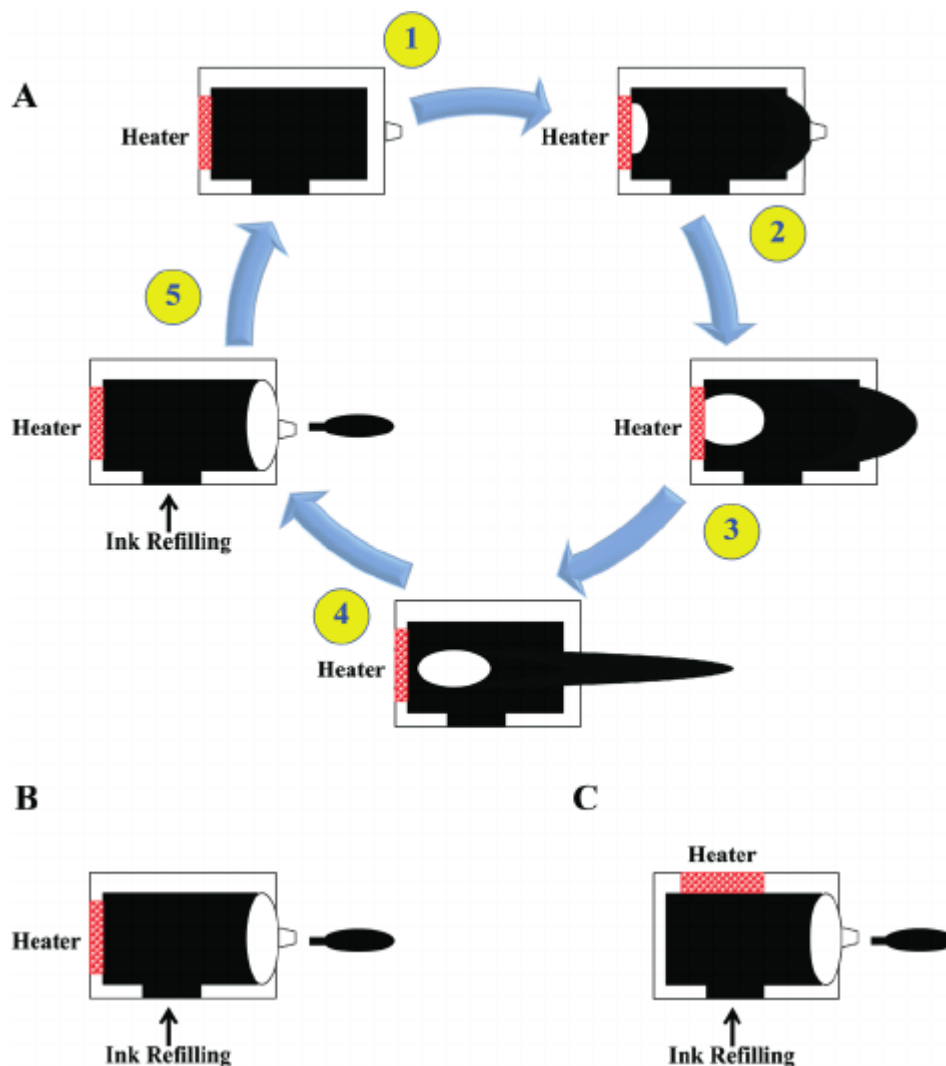 1
A
Heater
Heater
2
5
Heater
Heater
3
Ink Refilling
4
Heater
B
C
Heater
Heater
Ink Refilling
Ink Refilling